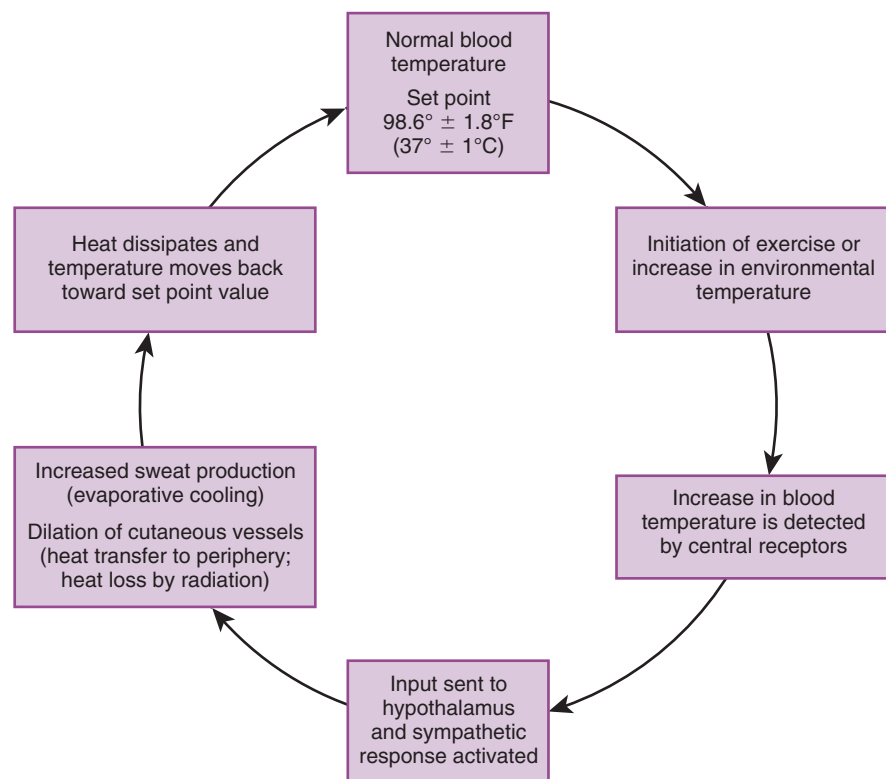 Normal blood
temperature
Set point
98.6° ± 1.8°F
(37° ± 1°C)
Initiation of exercise or
increase in environmental
temperature
Increase in blood
temperature is detected
by central receptors
Input sent to
hypothalamus
and sympathetic
response activated
Increased sweat production
(evaporative cooling)
Dilation of cutaneous vessels
(heat transfer to periphery;
heat loss by radiation)
Heat dissipates and
temperature moves back
toward set point value